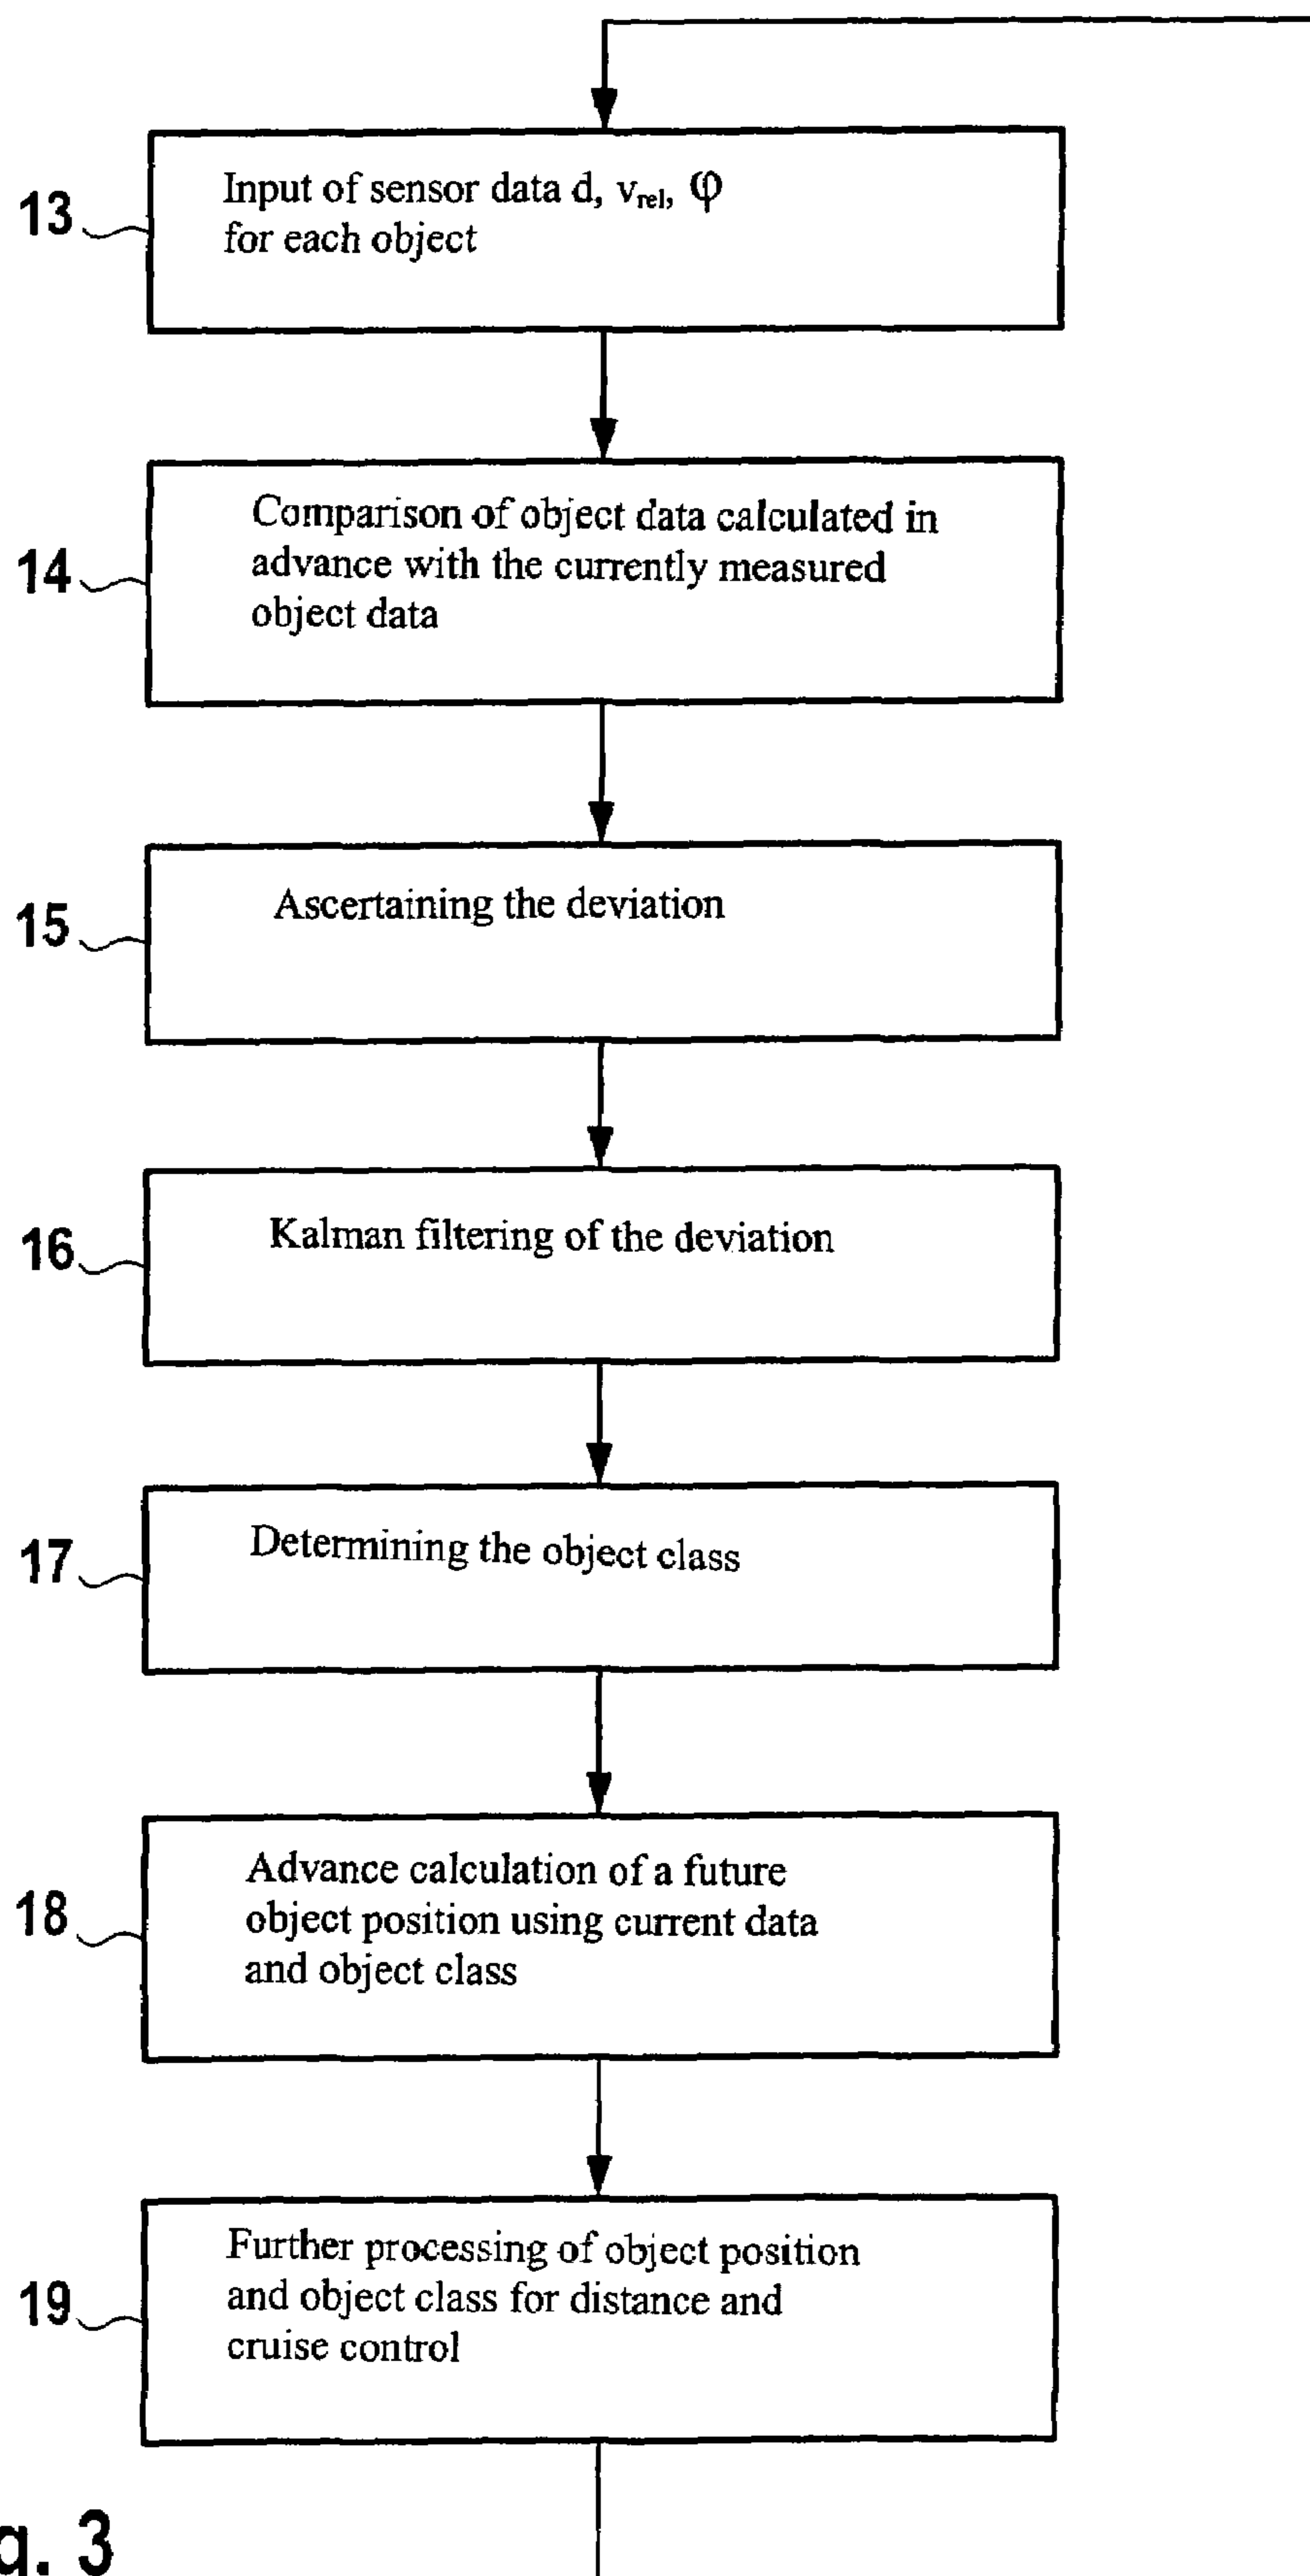 13
Input of sensor data d, vrel, φ
for each object
14
Comparison of object data calculated in
advance with the currently measured
object data
15
Ascertaining the deviation
16
Kalman filtering of the deviation
17
Determining the object class
18
Advance calculation of a future
object position using current data
and object class
19
Further processing of object position
and object class for distance and
cruise control
g. 3